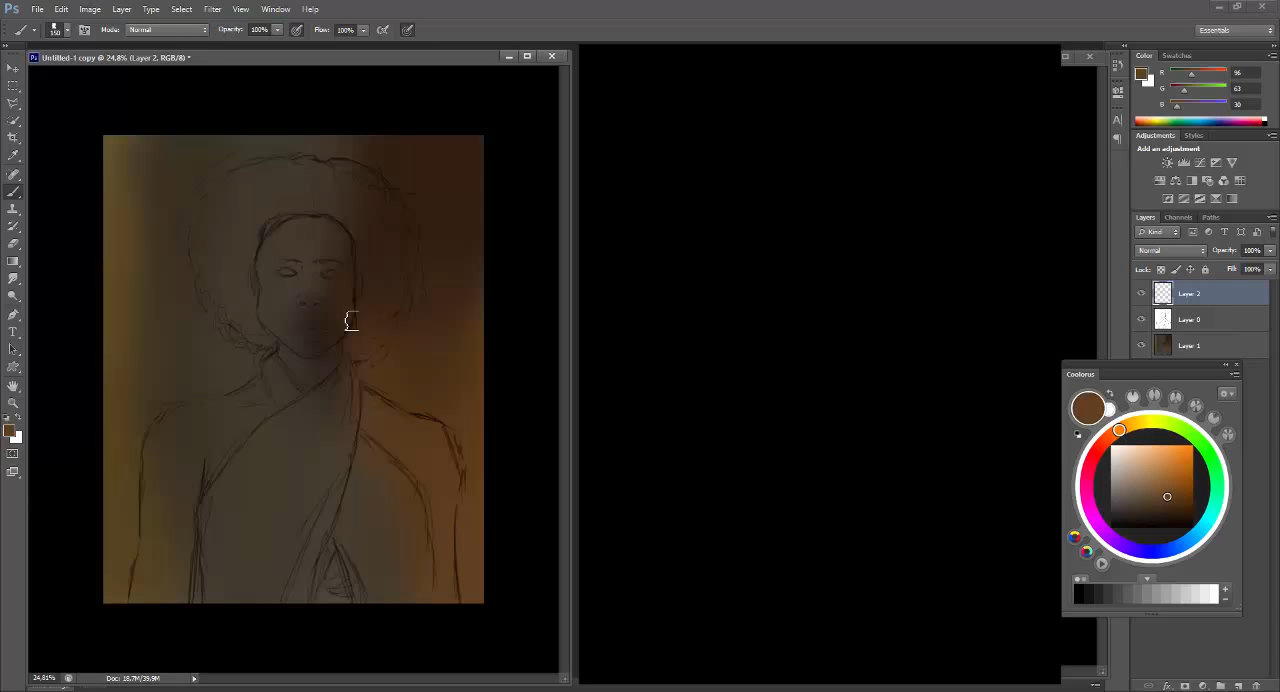 Ps File Edit Image Layer Type Select Filter View Window Help
150 Mode: Normal Opacity: 100% Flow: 100% Essentials
Untitled-1 copy @ 24,8% (Layer 2, RGB/8) *
Color Swatches
R 96
G 63
B 30
Adjustments Styles
Add an adjustment
Layers Channels Paths
Kind
Normal Opacity: 100%
Lock: Fill: 100%
Layer 2
Layer 0
Layer 1
Coolorus
24,81% Doc: 18,7M/39,9M